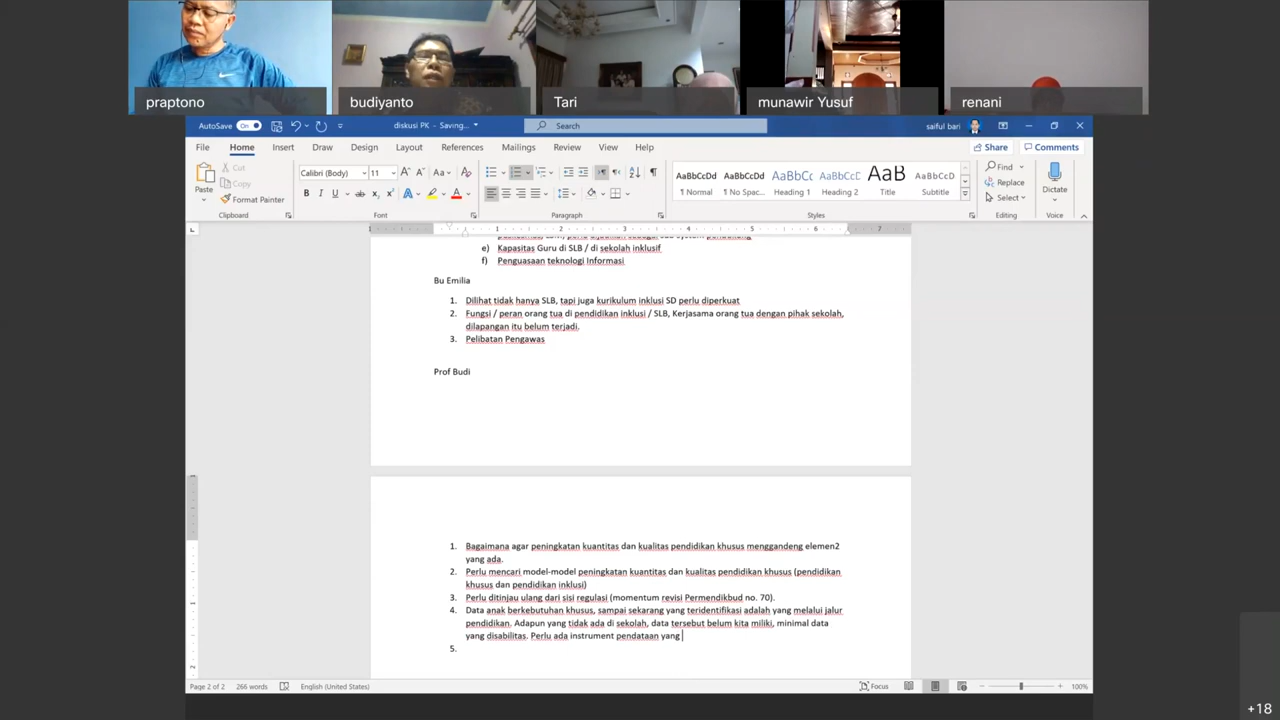 praptono
budiyanto
Tari
munawir Yusuf
renani
AutoSave On
diskusi PK - Saving...
Search
saiful bari
File Home Insert Draw Design Layout References Mailings Review View Help
Share Comments
Paste
Cut
Copy
Format Painter
Clipboard
Calibri (Body) 11
Font
Paragraph
AaBbCcDd AaBbCcDd AaBbCc AaBbCcD AaB AaBbCcD
¶ Normal ¶ No Spac... Heading 1 Heading 2 Title Subtitle
Styles
Find
Replace
Select
Editing
Dictate
Voice
e) Kapasitas Guru di SLB / di sekolah inklusif
f) Penguasaan teknologi Informasi
Bu Emilia
1. Dilihat tidak hanya SLB, tapi juga kurikulum inklusi SD perlu diperkuat
2. Fungsi / peran orang tua di pendidikan inklusi / SLB, Kerjasama orang tua dengan pihak sekolah,
dilapangan itu belum terjadi.
3. Pelibatan Pengawas
Prof Budi
1. Bagaimana agar peningkatan kuantitas dan kualitas pendidikan khusus menggandeng elemen2
yang ada.
2. Perlu mencari model-model peningkatan kuantitas dan kualitas pendidikan khusus (pendidikan
khusus dan pendidikan inklusi)
3. Perlu ditinjau ulang dari sisi regulasi (momentum revisi Permendikbud no. 70).
4. Data anak berkebutuhan khusus, sampai sekarang yang teridentifikasi adalah yang melalui jalur
pendidikan. Adapun yang tidak ada di sekolah, data tersebut belum kita miliki, minimal data
yang disabilitas. Perlu ada instrument pendataan yang
5.
Page 2 of 2 266 words English (United States)
Focus
100%
+18